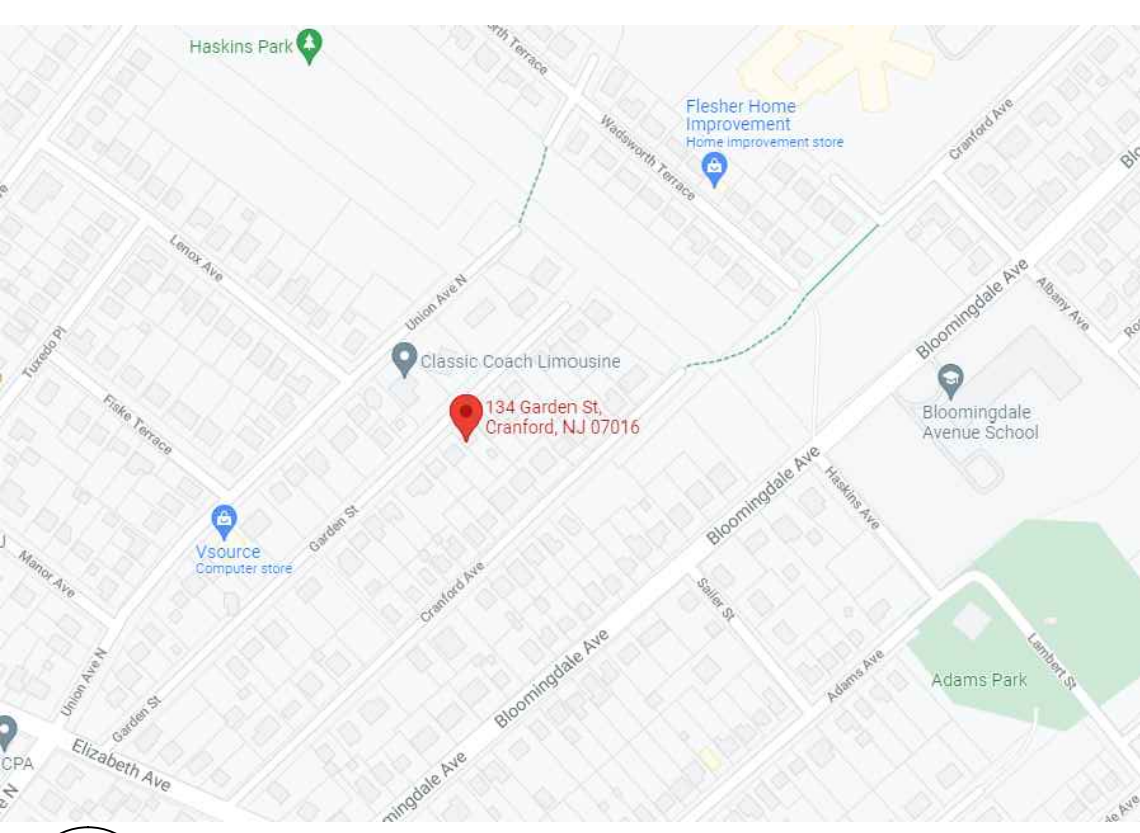 Haskins Park
Flesher Home
Improvement
Home improvement store
Wadsworth Terrace
Cranford Ave
Lenox Ave
Union Ave N
Bloomingdale Ave
Albany Ave
Tuxedo Pl
Classic Coach Limousine
134 Garden St,
Cranford, NJ 07016
Bloomingdale
Avenue School
Fiske Terrace
Bloomingdale Ave
Haskins Ave
Garden St
Vsource
Computer store
Manor Ave
Cranford Ave
Sailer St
Bloomingdale Ave
Adams Ave
Lambert St
Adams Park
Union Ave N
Garden St
CPA
Elizabeth Ave
mingdale Ave